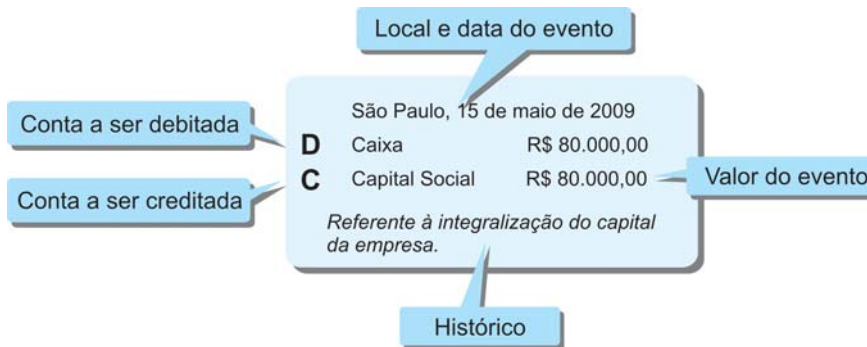 Local e data do evento
São Paulo, 15 de maio de 2009
Conta a ser debitada
D Caixa R$ 80.000,00
C Capital Social R$ 80.000,00
Valor do evento
Conta a ser creditada
Referente à integralização do capital
da empresa.
Histórico